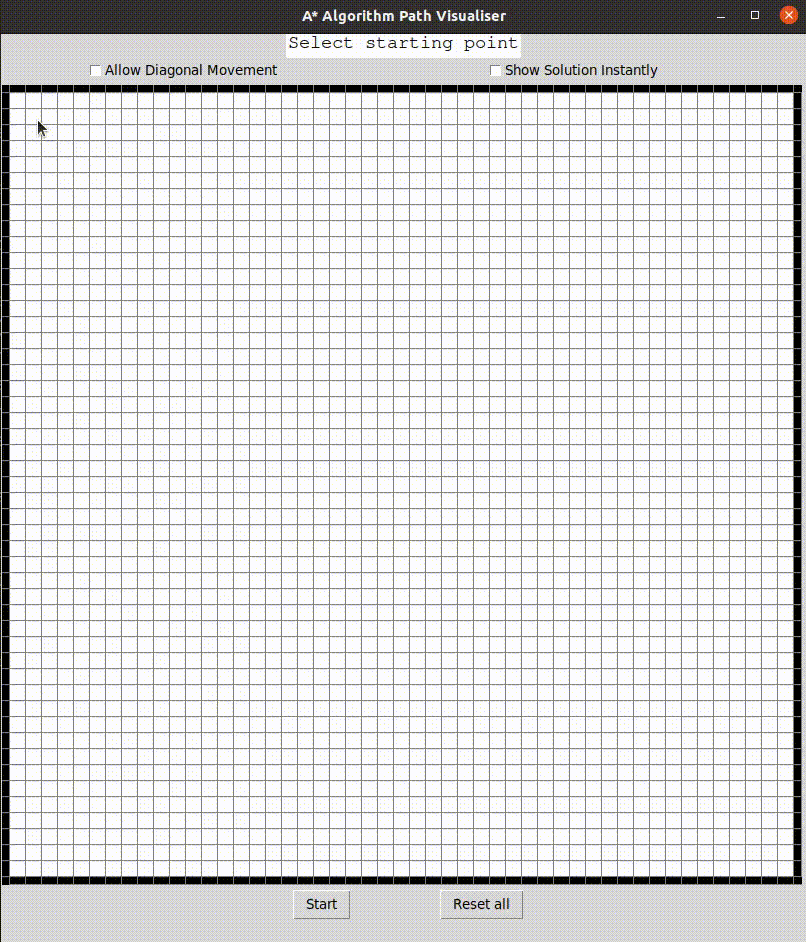 A* Algorithm Path Visualiser
Select starting point
Allow Diagonal Movement
Show Solution Instantly
Start
Reset all